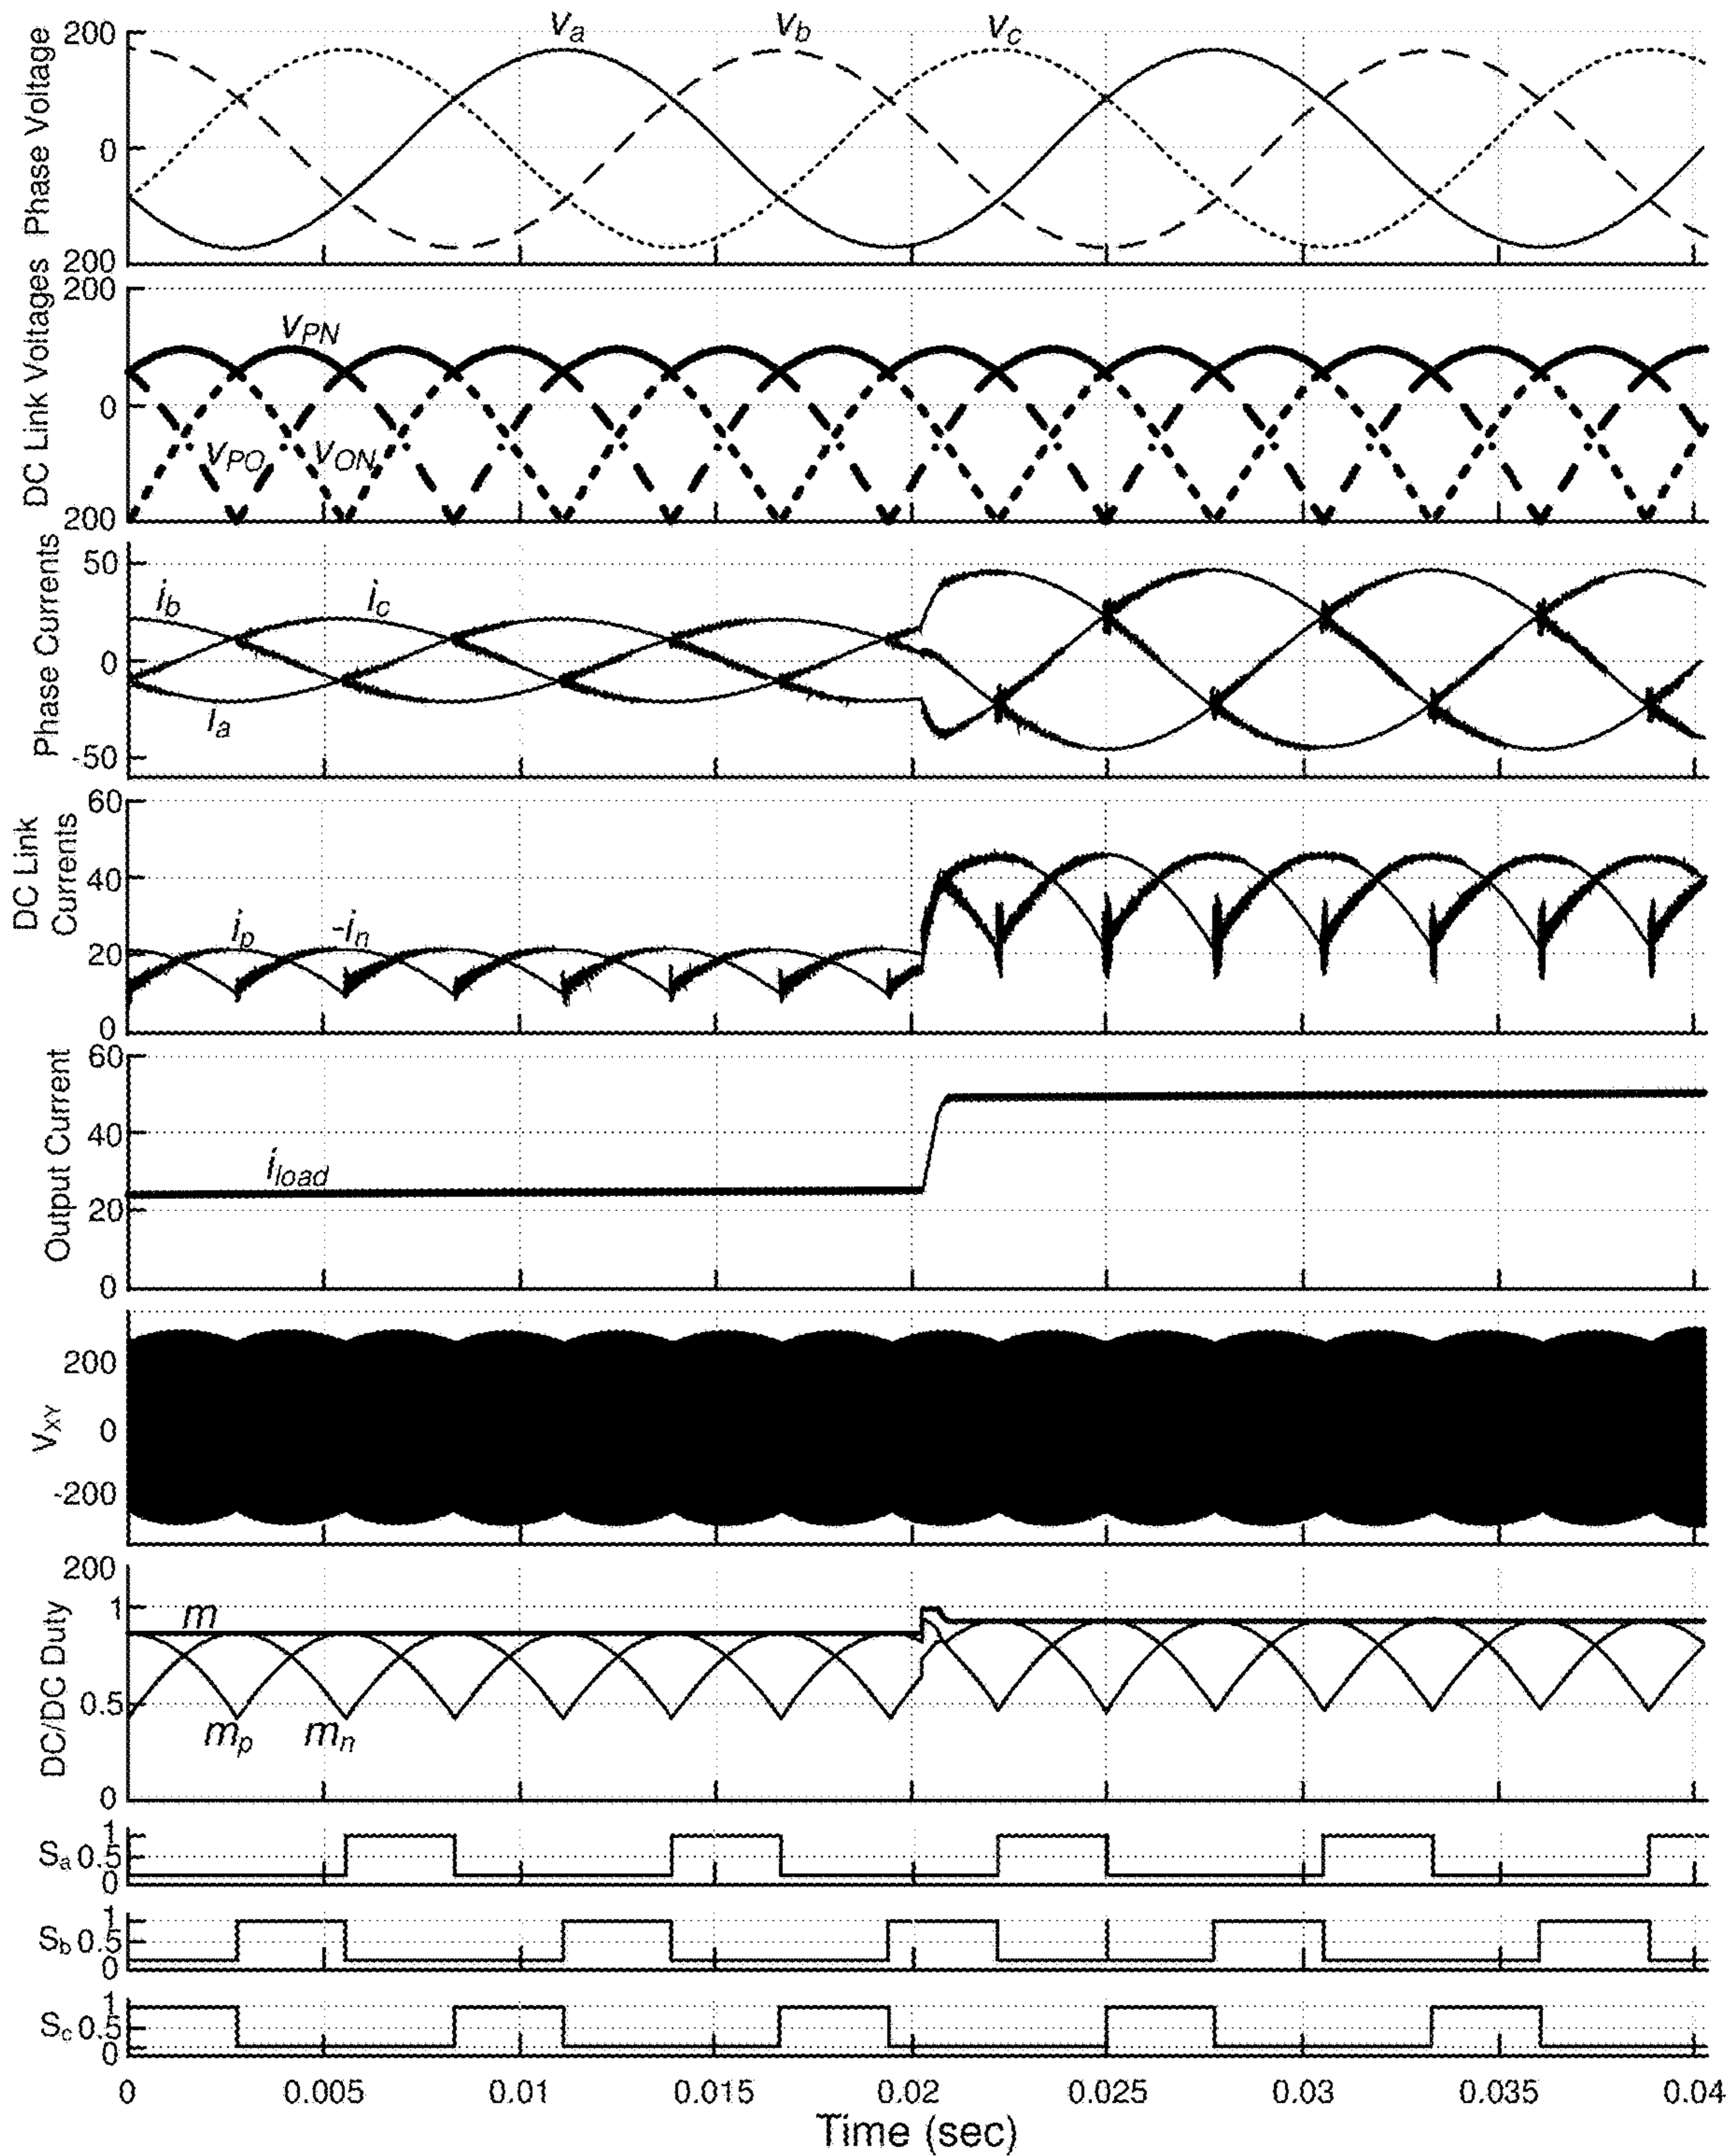 Phase Voltage
200
0
200
va
vb
vc
DC Link Voltages
200
0
200
vPN
vPO
vON
Phase Currents
50
0
-50
ib
ic
ia
DC Link
Currents
60
40
20
0
ip
-in
Output Current
60
40
20
0
iload
VXY
200
0
-200
DC/DC Duty
200
1
0.5
0
m
mp
mn
Sa
1
0.5
0
Sb
1
0.5
0
Sc
1
0.5
0
0 0.005 0.01 0.015 0.02 0.025 0.03 0.035 0.04
Time (sec)